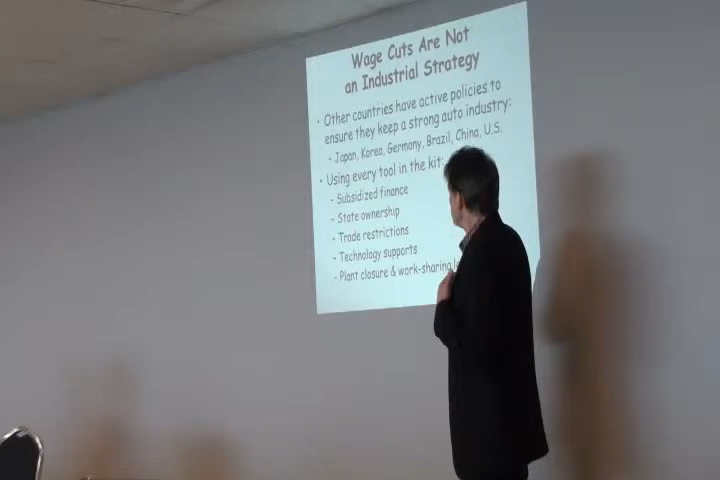 Wage Cuts Are Not
an Industrial Strategy
• Other countries have active policies to
ensure they keep a strong auto industry:
- Japan, Korea, Germany, Brazil, China, U.S.
• Using every tool in the kit:
- Subsidized finance
- State ownership
- Trade restrictions
- Technology supports
- Plant closure & work-sharing